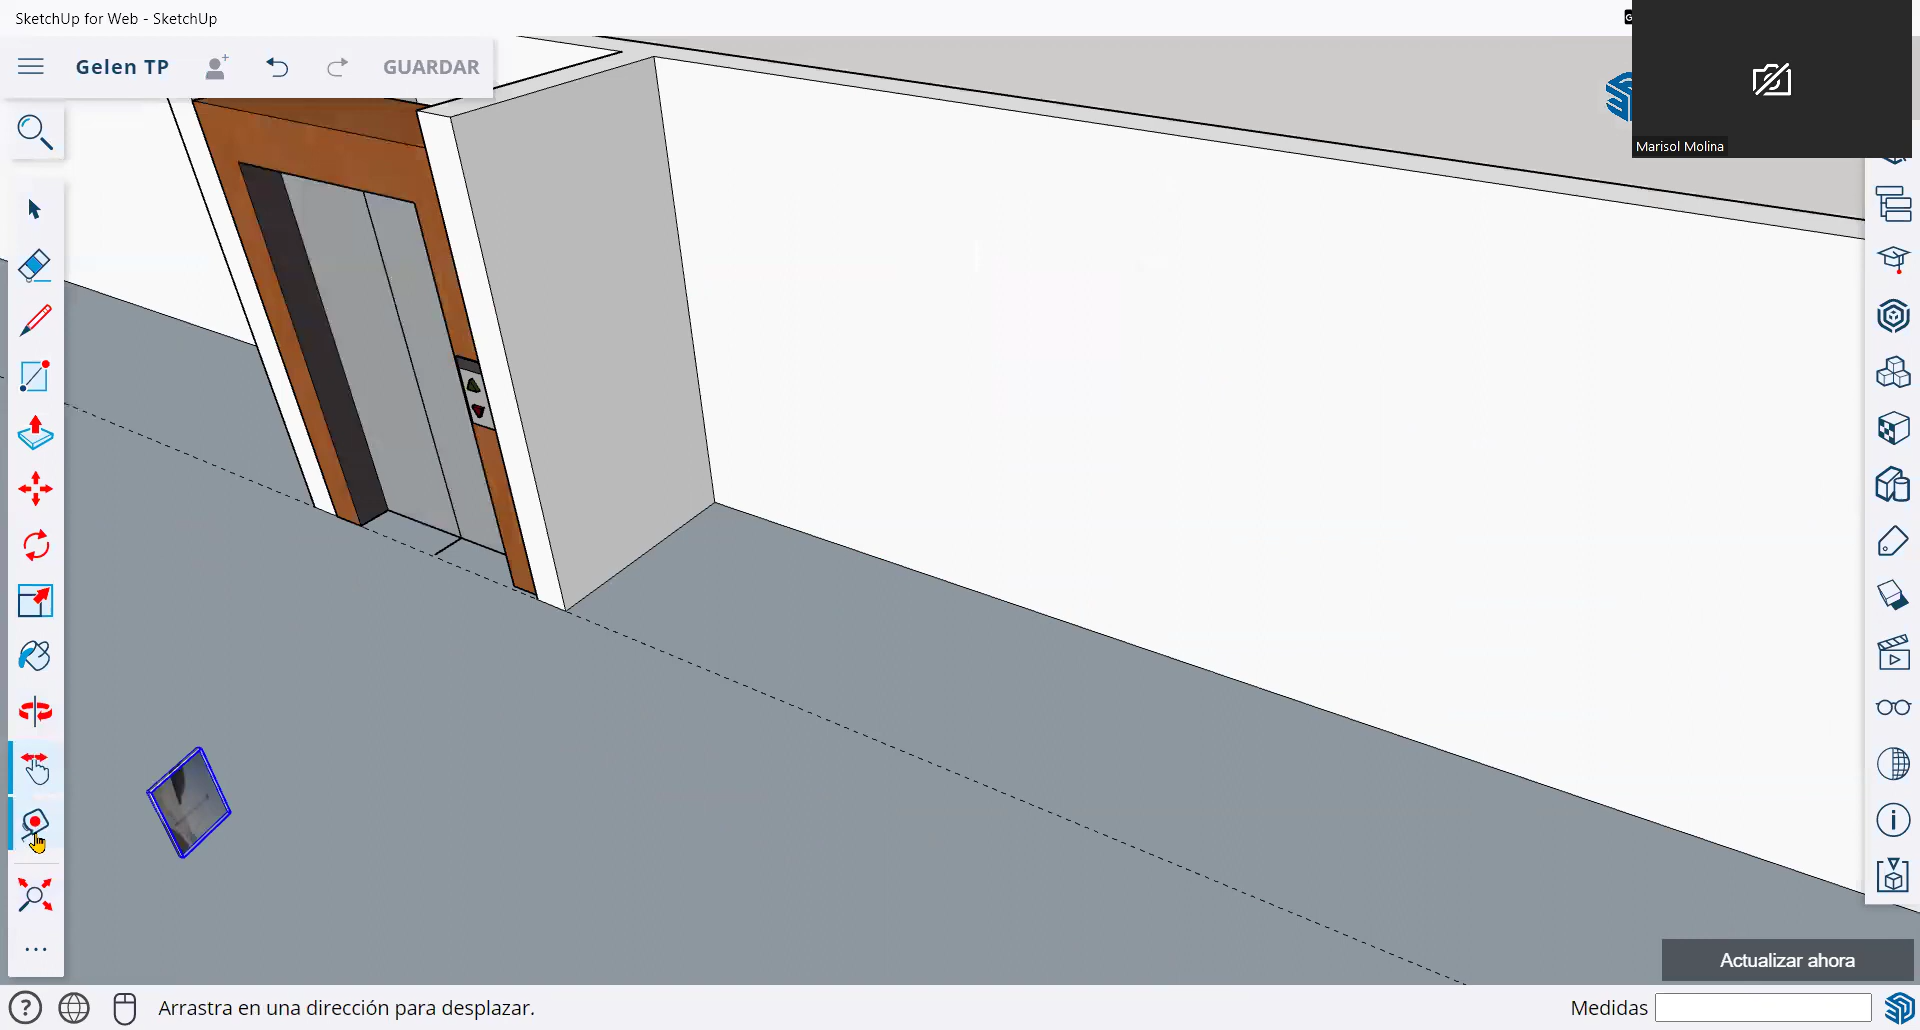 SketchUp for Web - SketchUp
Marisol Molina
Gelen TP
GUARDAR
Actualizar ahora
Arrastra en una dirección para desplazar.
Medidas